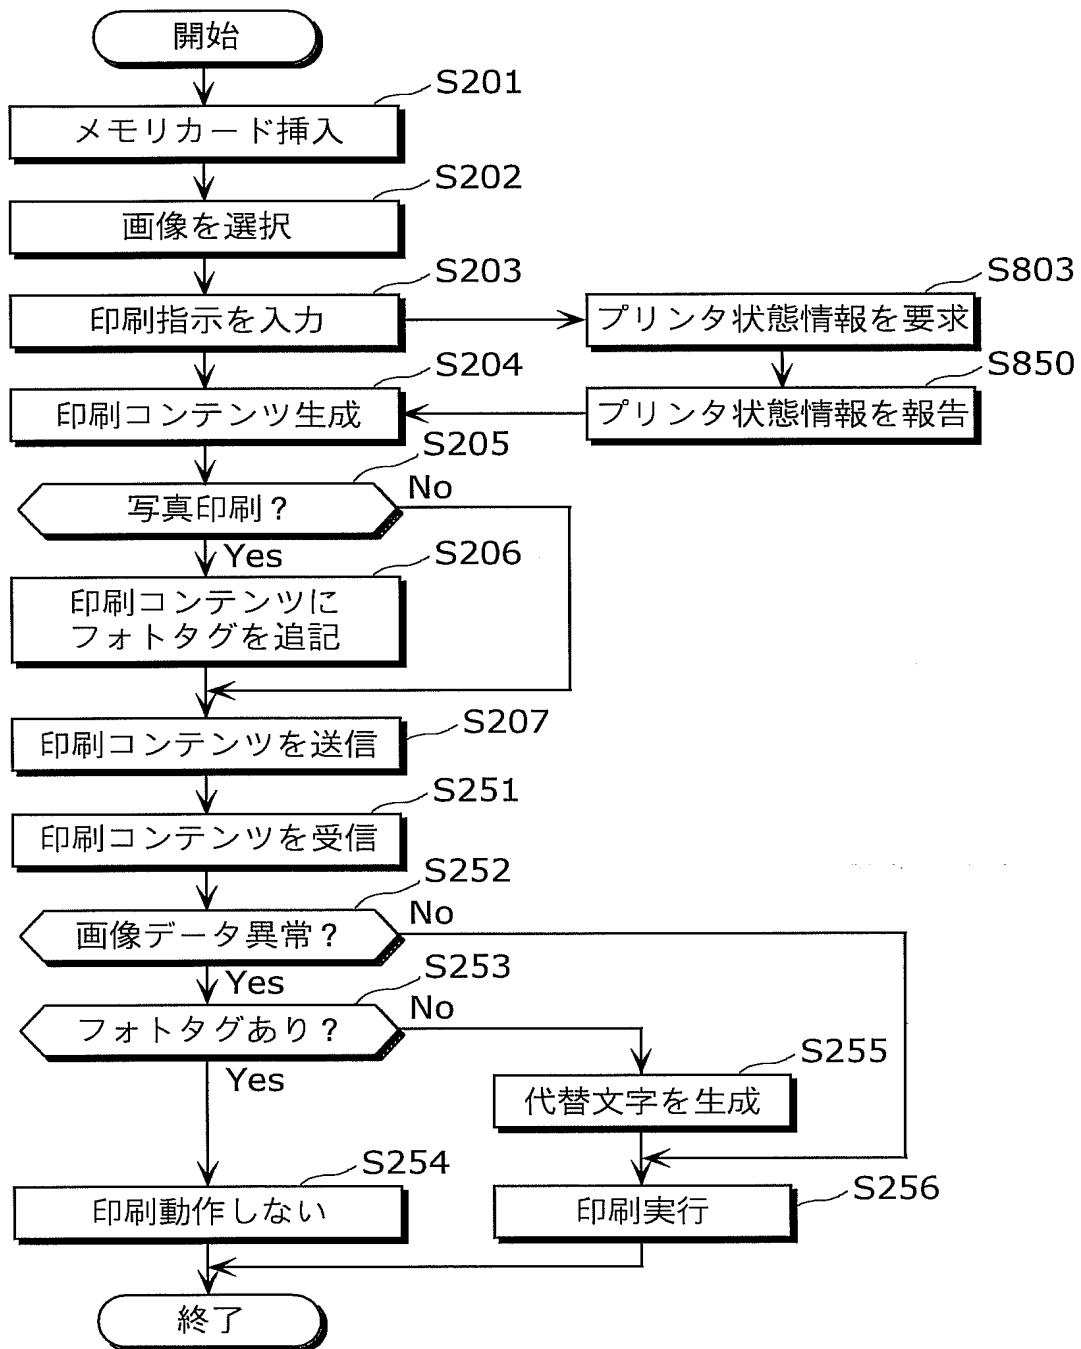 開始
S201
メモリカード挿入
S202
画像を選択
S203
印刷指示を入力
S803
プリンタ状態情報を要求
S204
印刷コンテンツ生成
S850
プリンタ状態情報を報告
S205
写真印刷？
No
Yes
S206
印刷コンテンツに
フォトタグを追記
S207
印刷コンテンツを送信
S251
印刷コンテンツを受信
S252
画像データ異常？
No
Yes
S253
フォトタグあり？
No
Yes
S255
代替文字を生成
S254
印刷動作しない
S256
印刷実行
終了